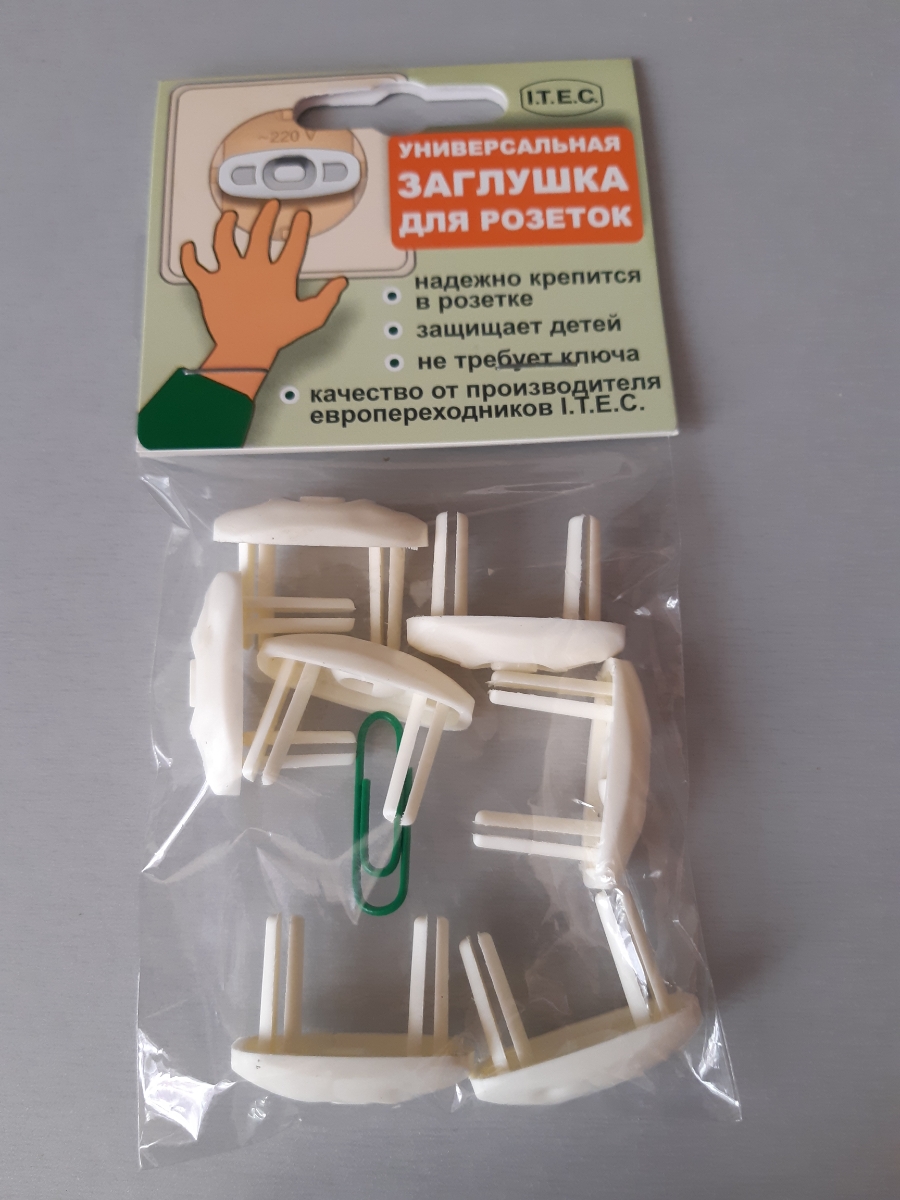 I.T.E.C.
~220 V
УНИВЕРСАЛЬНАЯ
ЗАГЛУШКА
ДЛЯ РОЗЕТОК
надежно крепится
в розетке
защищает детей
не требует ключа
качество от производителя
европереходников I.T.E.C.